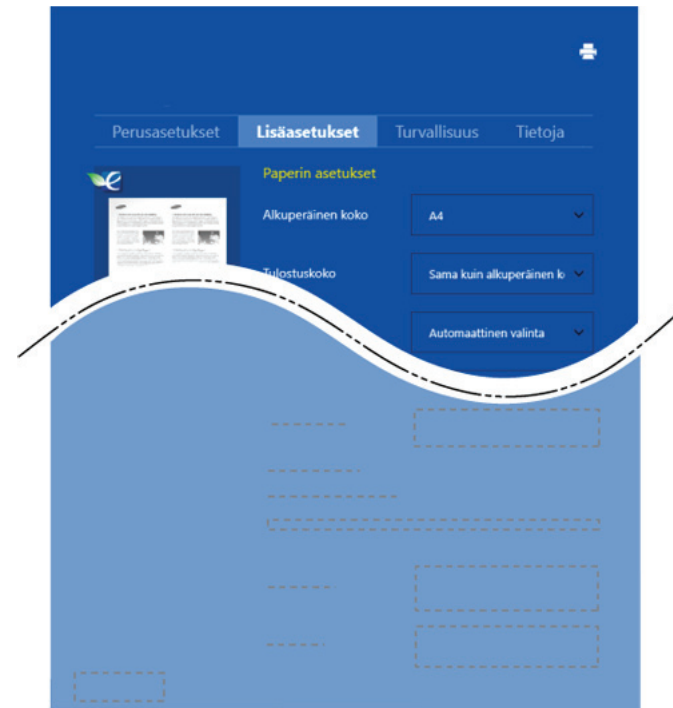 Perusasetukset Lisäasetukset Turvallisuus Tietoja
Paperin asetukset
Alkuperäinen koko A4
Tulostuskoko Sama kuin alkuperäinen k
Automaattinen valinta